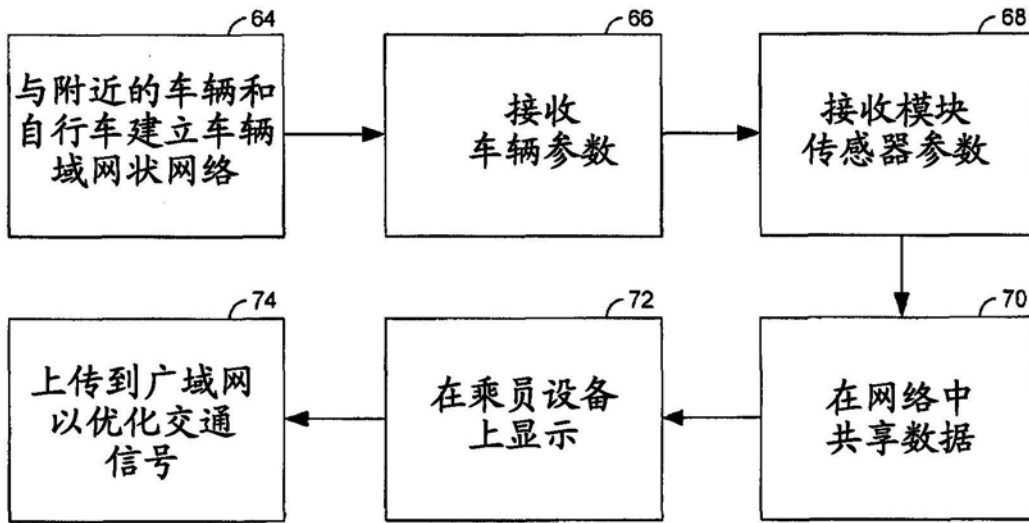 64
与附近的车辆和
自行车建立车辆
域网状网络
66
接收
车辆参数
68
接收模块
传感器参数
70
在网络中
共享数据
72
在乘员设备
上显示
74
上传到广域网
以优化交通
信号